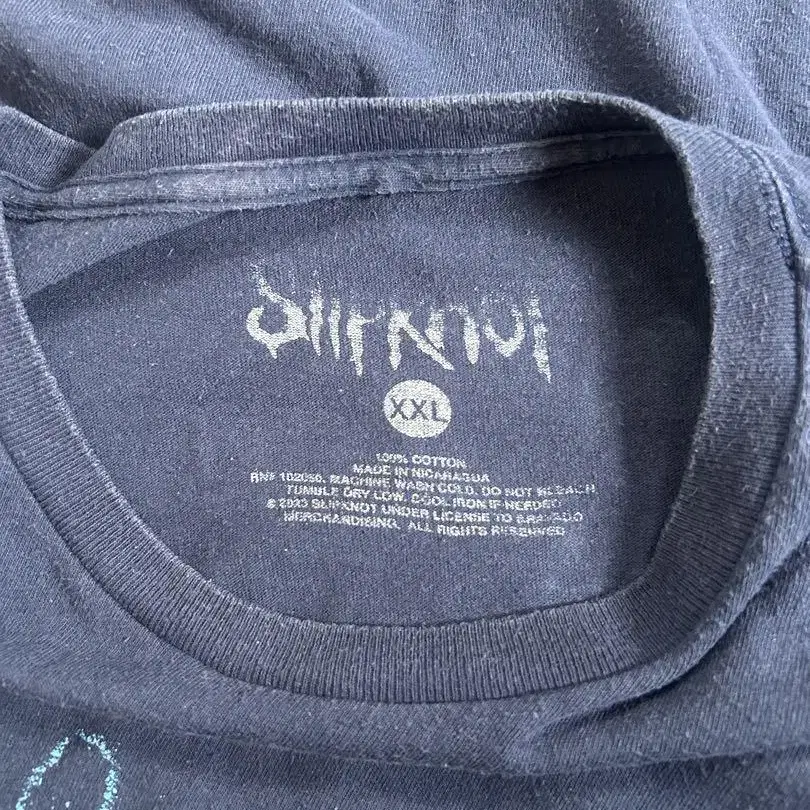 SLIPKNOT
XXL
100% COTTON
MADE IN NICARAGUA
RN# 102050. MACHINE WASH COLD. DO NOT BLEACH
TUMBLE DRY LOW. COOL IRON IF NEEDED
© 2023 SLIPKNOT UNDER LICENSE TO BRAVADO
MERCHANDISING. ALL RIGHTS RESERVED